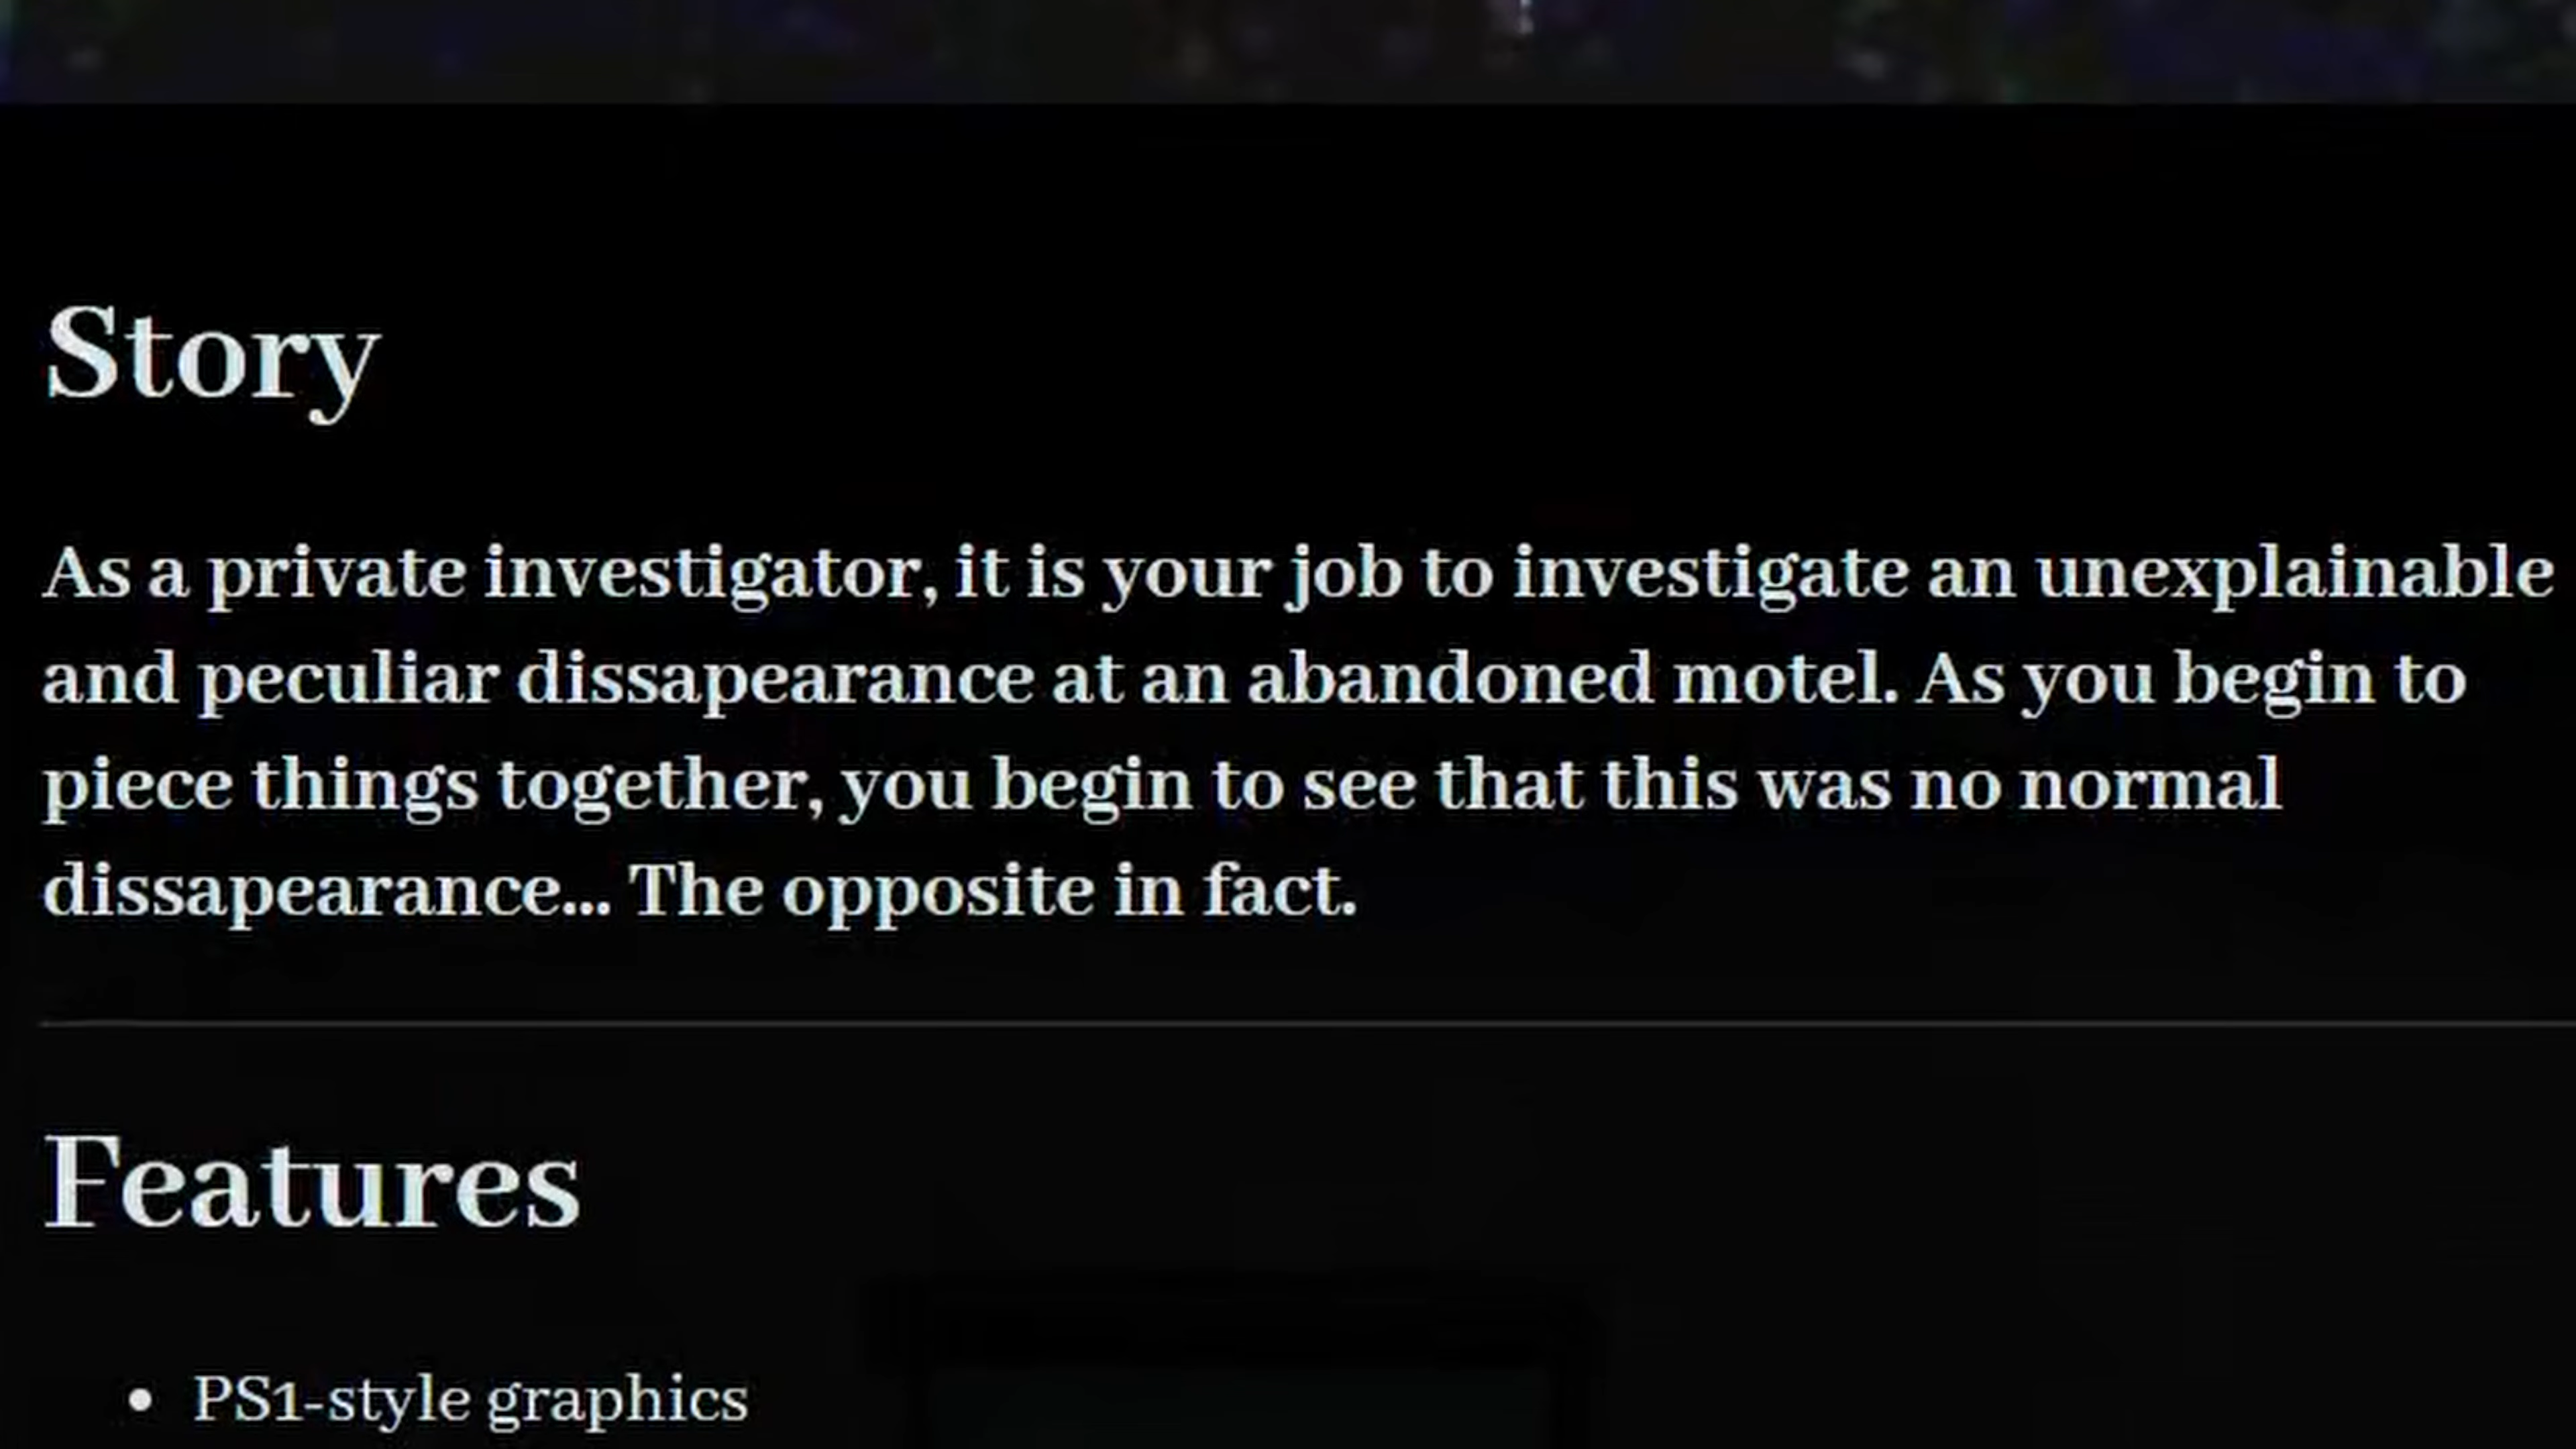 Story
As a private investigator, it is your job to investigate an unexplainable
and peculiar dissapearance at an abandoned motel. As you begin to
piece things together, you begin to see that this was no normal
dissapearance... The opposite in fact.
Features
• PS1-style graphics